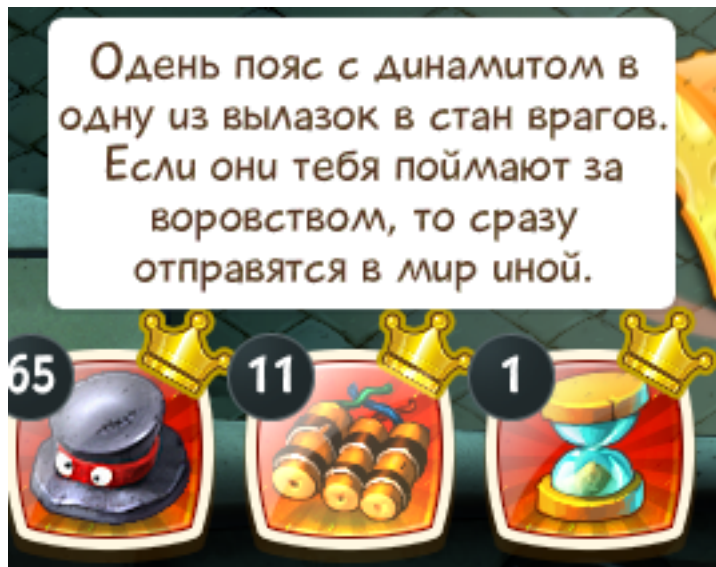 Одень пояс с динамитом в
одну из вылазок в стан врагов.
Если они тебя поймают за
воровством, то сразу
отправятся в мир иной.
65
11
1